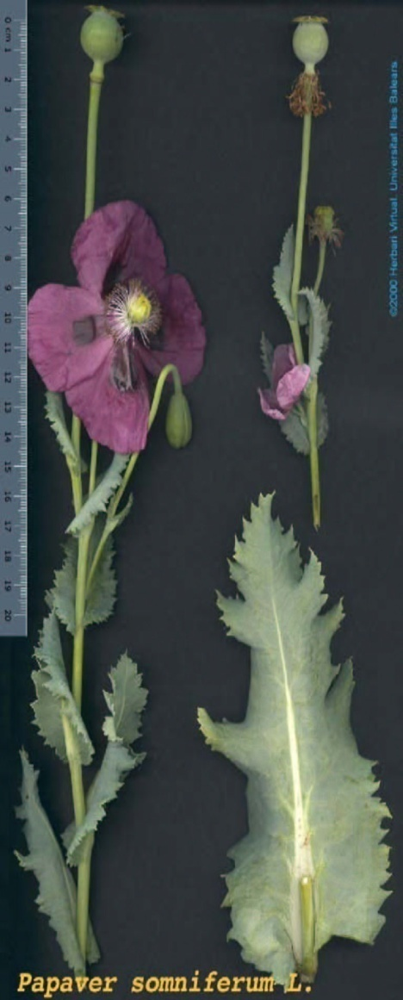 0 cm 1 2 3 4 5 6 7 8 9 10 11 12 13 14 15 16 17 18 19 20
©2000 Herbari Virtual. Universitat Illes Balears.
Papaver somniferum L.